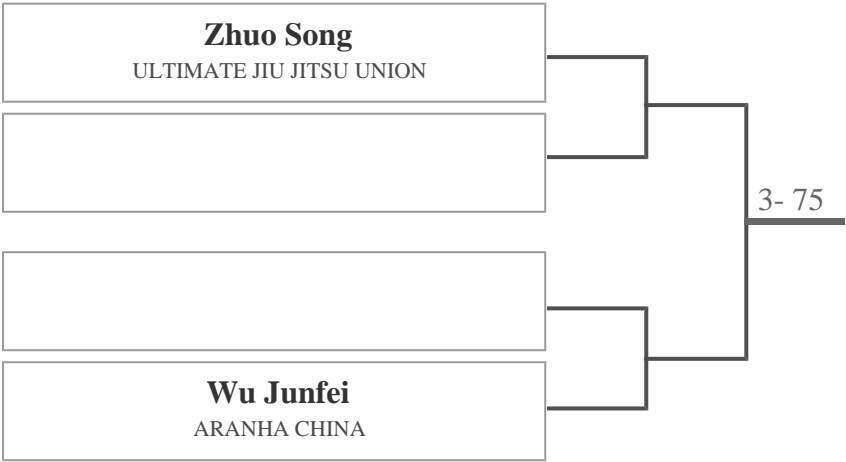 Zhuo Song
ULTIMATE JIU JITSU UNION
3- 75
Wu Junfei
ARANHA CHINA